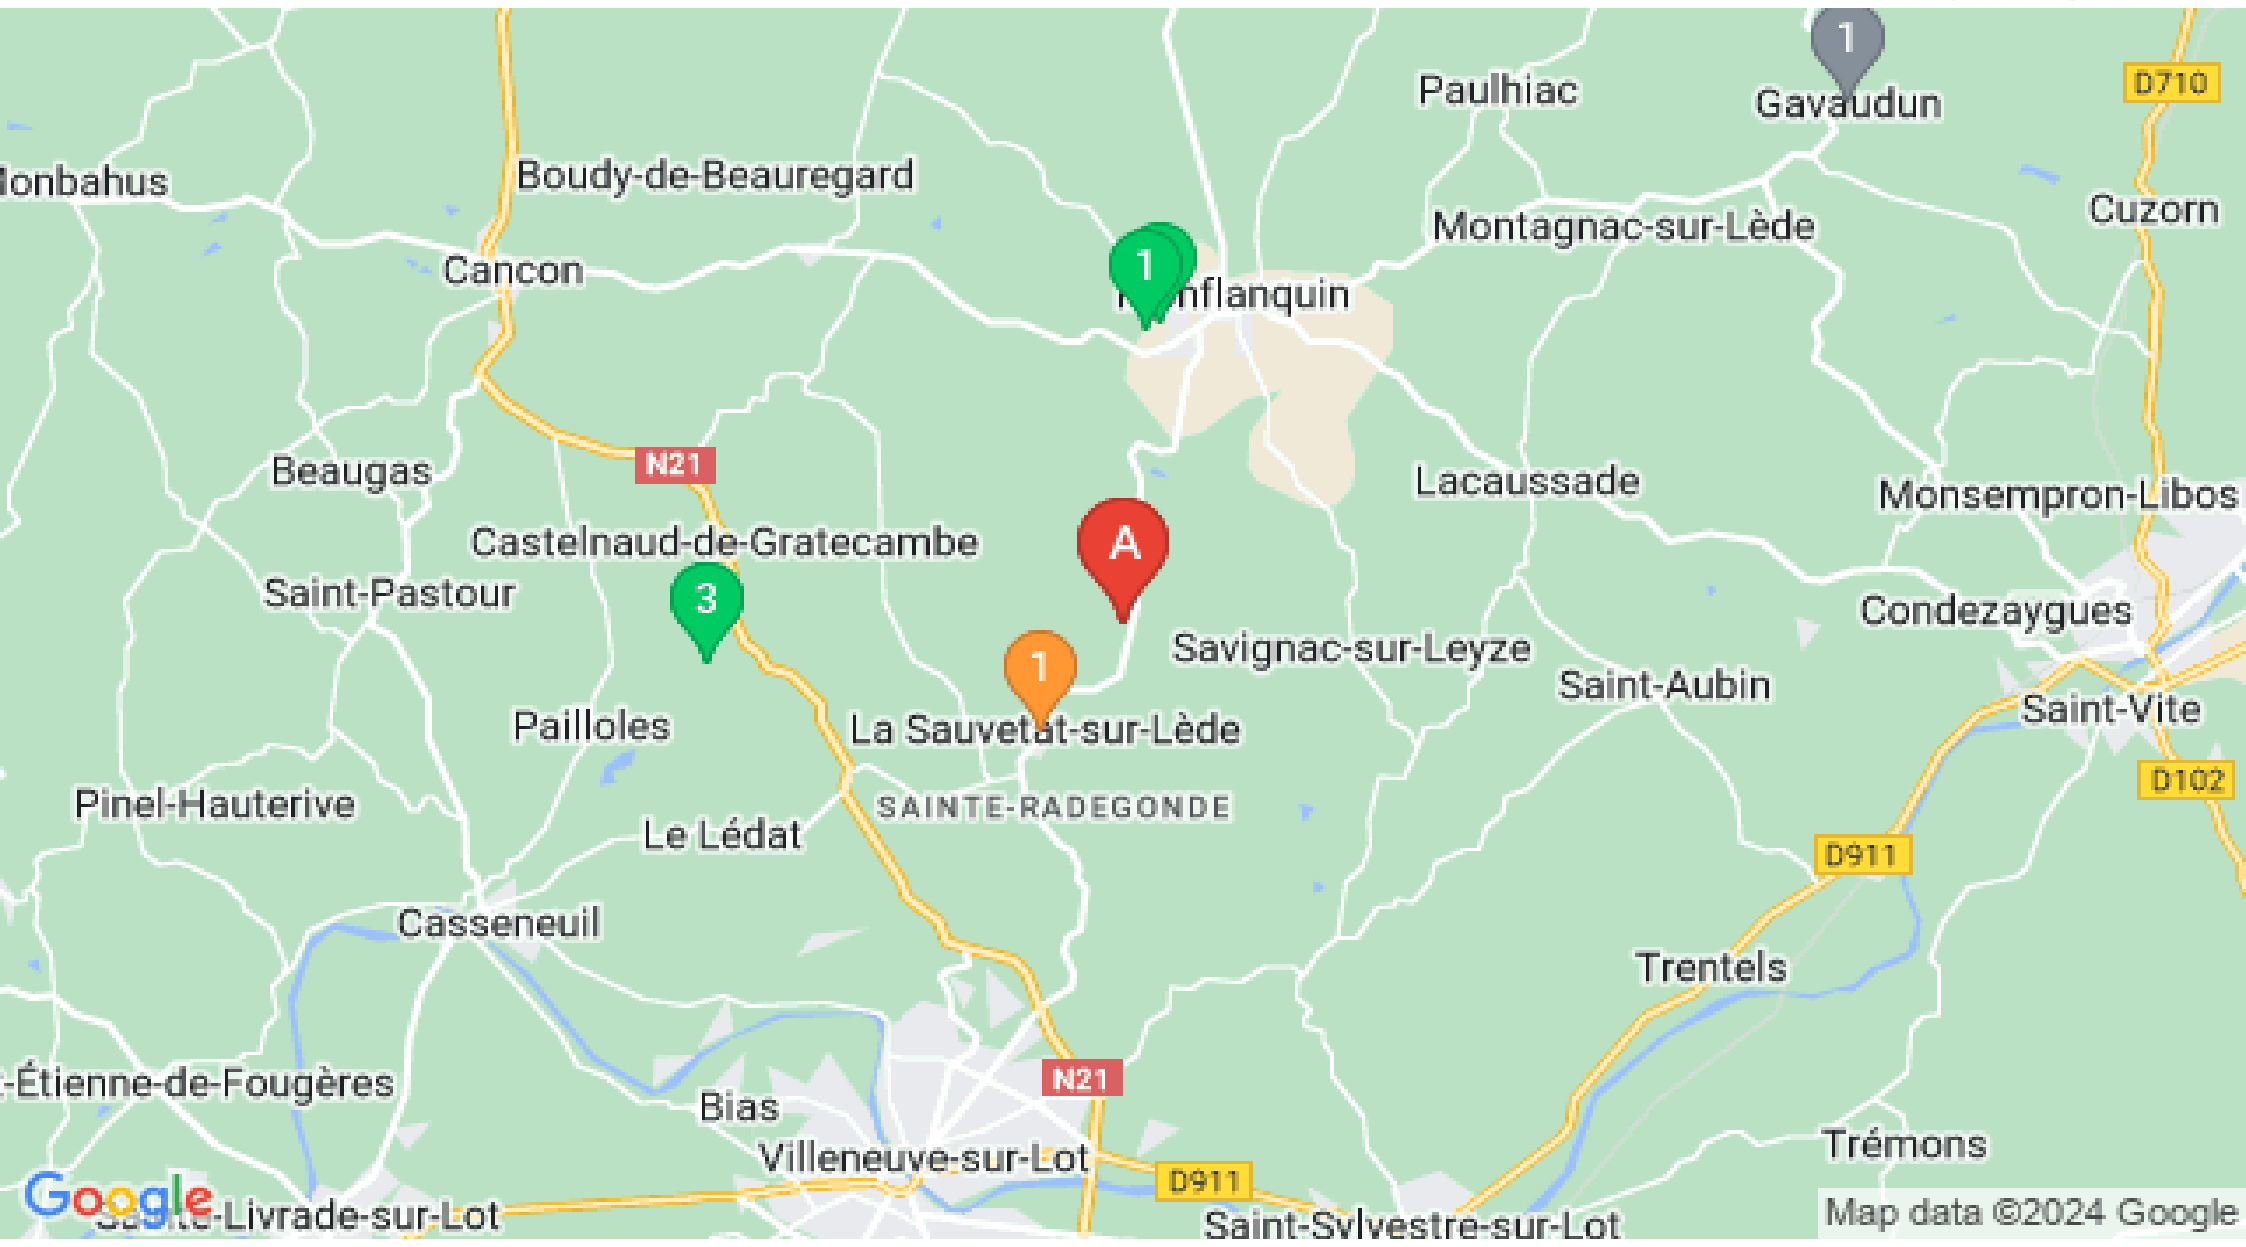 1
Paulhiac
Gavaudun
D710
Boudy-de-Beauregard
onbahus
Cuzorn
Montagnac-sur-Lède
Cancon
1
nflanquin
N21
Beaugas
Lacaussade
Monsempron-Libos
Castelnaud-de-Gratecambe
A
Saint-Pastour
3
Condezaygues
Savignac-sur-Leyze
1
Saint-Aubin
Saint-Vite
Pailloles
La Sauvetat-sur-Lède
D102
Pinel-Hauterive
SAINTE-RADEGONDE
Le Lédat
D911
Casseneuil
Trentels
N21
-Étienne-de-Fougères
Bias
Trémons
Villeneuve-sur-Lot
D911
Google
-Livrade-sur-Lot
Saint-Sylvestre-sur-Lot
Map data ©2024 Google